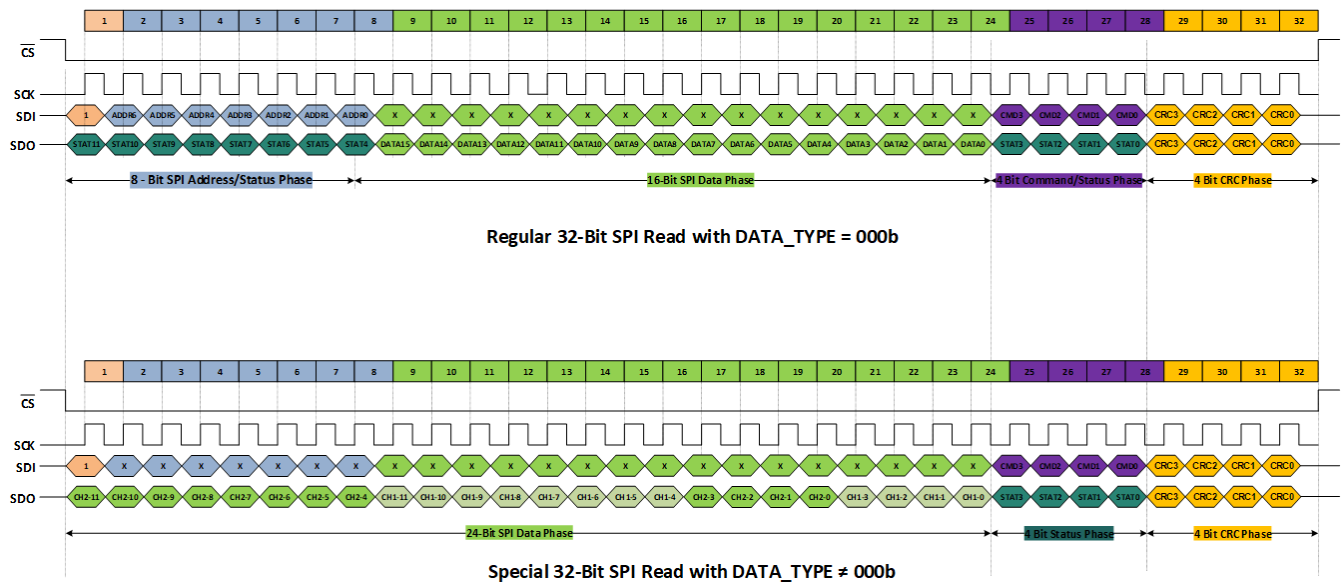 1 2 3 4 5 6 7 8 9 10 11 12 13 14 15 16 17 18 19 20 21 22 23 24 25 26 27 28 29 30 31 32
CS
SCK
SDI 1 ADDR6 ADDR5 ADDR4 ADDR3 ADDR2 ADDR1 ADDR0 X X X X X X X X X X X X X X X X CMD3 CMD2 CMD1 CMD0 CRC3 CRC2 CRC1 CRC0
SDO STAT11 STAT10 STAT9 STAT8 STAT7 STAT6 STAT5 STAT4 DATA15 DATA14 DATA13 DATA12 DATA11 DATA10 DATA9 DATA8 DATA7 DATA6 DATA5 DATA4 DATA3 DATA2 DATA1 DATA0 STAT3 STAT2 STAT1 STAT0 CRC3 CRC2 CRC1 CRC0
8 - Bit SPI Address/Status Phase 16-Bit SPI Data Phase 4 Bit Command/Status Phase 4 Bit CRC Phase
Regular 32-Bit SPI Read with DATA_TYPE = 000b
1 2 3 4 5 6 7 8 9 10 11 12 13 14 15 16 17 18 19 20 21 22 23 24 25 26 27 28 29 30 31 32
CS
SCK
SDI 1 X X X X X X X X X X X X X X X X X X X X X X X CMD3 CMD2 CMD1 CMD0 CRC3 CRC2 CRC1 CRC0
SDO CH2-11 CH2-10 CH2-9 CH2-8 CH2-7 CH2-6 CH2-5 CH2-4 CH1-11 CH1-10 CH1-9 CH1-8 CH1-7 CH1-6 CH1-5 CH1-4 CH2-3 CH2-2 CH2-1 CH2-0 CH1-3 CH1-2 CH1-1 CH1-0 STAT3 STAT2 STAT1 STAT0 CRC3 CRC2 CRC1 CRC0
24-Bit SPI Data Phase 4 Bit Status Phase 4 Bit CRC Phase
Special 32-Bit SPI Read with DATA_TYPE ≠ 000b